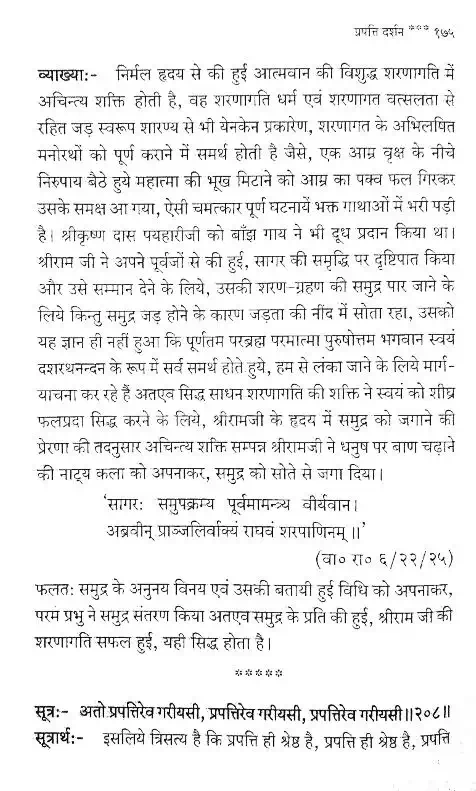 प्रपत्ति दर्शन *** १७५
व्याख्या:- निर्मल हृदय से की हुई आत्मवान की विशुद्ध शरणागति में
अचिन्त्य शक्ति होती है, वह शरणागति धर्म एवं शरणागत वत्सलता से
रहित जड़ स्वरूप शारण्य से भी येनकेन प्रकारेण, शरणागत के अभिलषित
मनोरथों को पूर्ण कराने में समर्थ होती है जैसे, एक आम्र वृक्ष के नीचे
निरुपाय बैठे हुये महात्मा की भूख मिटाने को आम्र का पक्व फल गिरकर
उसके समक्ष आ गया, ऐसी चमत्कार पूर्ण घटनायें भक्त गाथाओं में भरी पड़ी
है। श्रीकृष्ण दास पयहारीजी को बाँझ गाय ने भी दूध प्रदान किया था।
श्रीराम जी ने अपने पूर्वजों से की हुई, सागर की समृद्धि पर दृष्टिपात किया
और उसे सम्मान देने के लिये, उसकी शरण-ग्रहण की समुद्र पार जाने के
लिये किन्तु समुद्र जड़ होने के कारण जड़ता की नींद में सोता रहा, उसको
यह ज्ञान ही नहीं हुआ कि पूर्णतम परब्रह्म परमात्मा पुरुषोत्तम भगवान स्वयं
दशरथनन्दन के रूप में सर्व समर्थ होते हुये, हम से लंका जाने के लिये मार्ग-
याचना कर रहे हैं अतएव सिद्ध साधन शरणागति की शक्ति ने स्वयं को शीघ्र
फलप्रदा सिद्ध करने के लिये, श्रीरामजी के हृदय में समुद्र को जगाने की
प्रेरणा की तदनुसार अचिन्त्य शक्ति सम्पन्न श्रीरामजी ने धनुष पर बाण चढ़ाने
की नाट्य कला को अपनाकर, समुद्र को सोते से जगा दिया।
‘सागरः समुपक्रम्य पूर्वमामन्त्र्य वीर्यवान।
अब्रवीन् प्राञ्जलिर्वाक्यं राघवं शरपाणिनम्॥’
(वा० रा० ६/२२/२५)
फलतः समुद्र के अनुनय विनय एवं उसकी बतायी हुई विधि को अपनाकर,
परम प्रभु ने समुद्र संतरण किया अतएव समुद्र के प्रति की हुई, श्रीराम जी की
शरणागति सफल हुई, यही सिद्ध होता है।
*****
सूत्र:- अतो प्रपत्तिरेव गरीयसी, प्रपत्तिरेव गरीयसी, प्रपत्तिरेव गरीयसी॥२०८॥
सूत्रार्थ:- इसलिये त्रिसत्य है कि प्रपत्ति ही श्रेष्ठ है, प्रपत्ति ही श्रेष्ठ है, प्रपत्ति